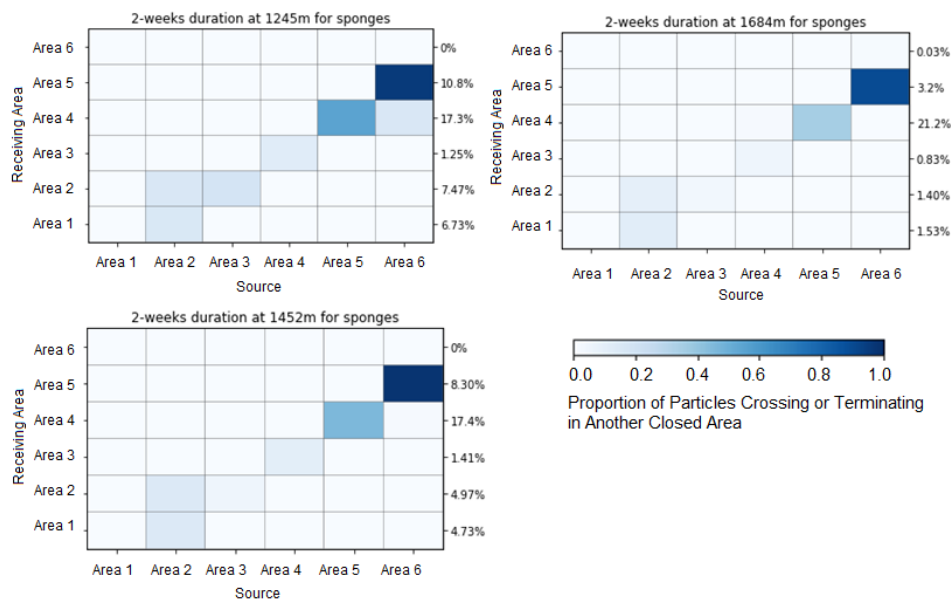 2-weeks duration at 1245m for sponges
Receiving Area
Area 6
0%
Area 5
10.8%
Area 4
17.3%
Area 3
1.25%
Area 2
7.47%
Area 1
6.73%
Area 1 Area 2 Area 3 Area 4 Area 5 Area 6
Source
2-weeks duration at 1684m for sponges
Receiving Area
Area 6
0.03%
Area 5
3.2%
Area 4
21.2%
Area 3
0.83%
Area 2
1.40%
Area 1
1.53%
Area 1 Area 2 Area 3 Area 4 Area 5 Area 6
Source
2-weeks duration at 1452m for sponges
Receiving Area
Area 6
0%
Area 5
8.30%
Area 4
17.4%
Area 3
1.41%
Area 2
4.97%
Area 1
4.73%
Area 1 Area 2 Area 3 Area 4 Area 5 Area 6
Source
0.0 0.2 0.4 0.6 0.8 1.0
Proportion of Particles Crossing or Terminating
in Another Closed Area